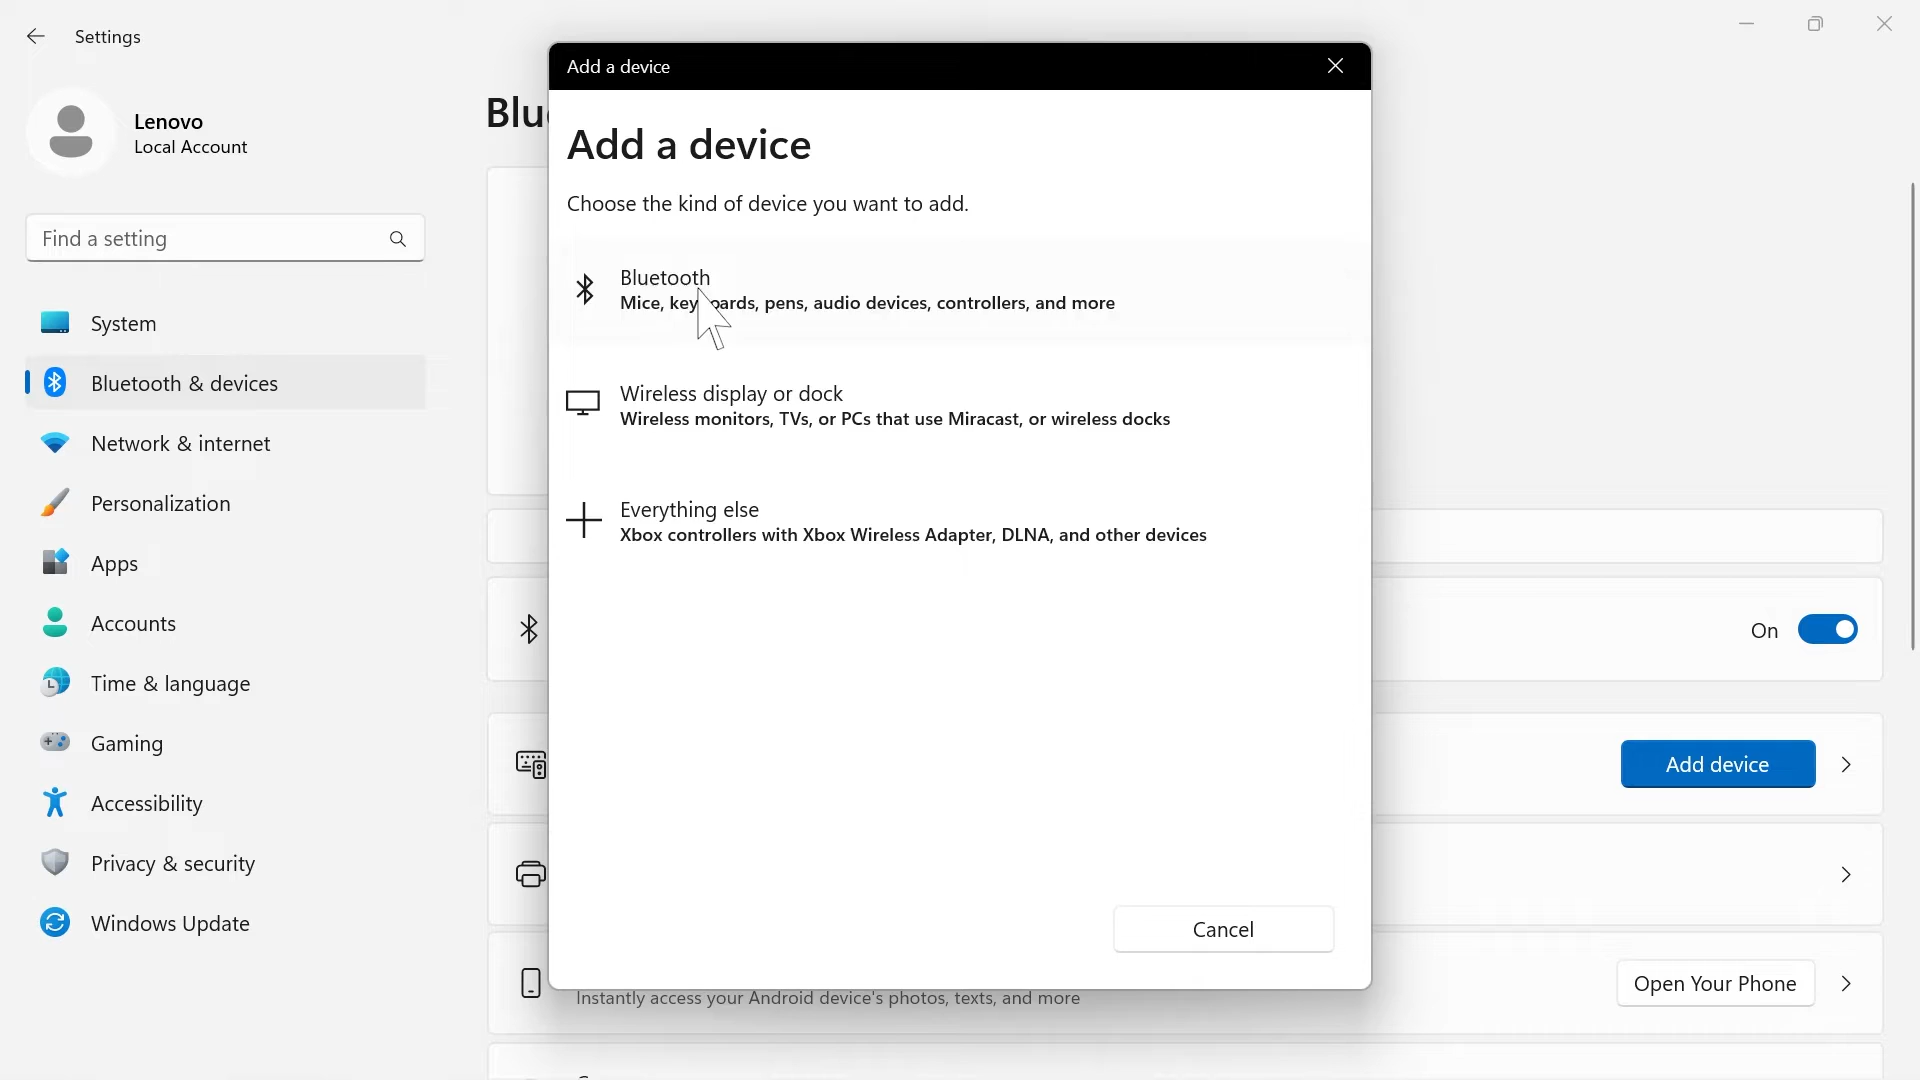 Settings
Lenovo
Local Account
Find a setting
System
Bluetooth & devices
Network & internet
Personalization
Apps
Accounts
Time & language
Gaming
Accessibility
Privacy & security
Windows Update
Blu
Add a device
Add a device
Choose the kind of device you want to add.
Bluetooth
Mice, keyboards, pens, audio devices, controllers, and more
Wireless display or dock
Wireless monitors, TVs, or PCs that use Miracast, or wireless docks
Everything else
Xbox controllers with Xbox Wireless Adapter, DLNA, and other devices
Cancel
On
Add device
Open Your Phone
Instantly access your Android device's photos, texts, and more